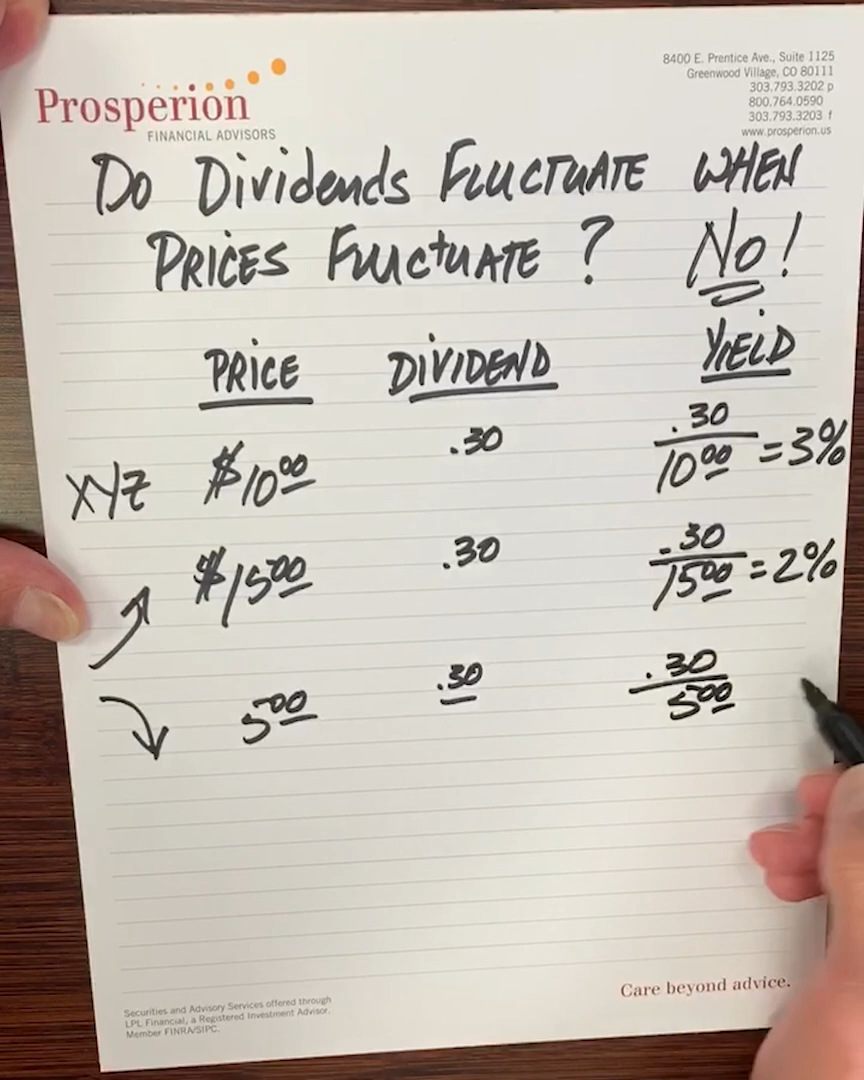 Prosperion
FINANCIAL ADVISORS
8400 E. Prentice Ave., Suite 1125
Greenwood Village, CO 80111
303.793.3202 p
800.764.0590
303.793.3203 f
www.prosperion.us
Do Dividends FLUCTUATE WHEN
PRICES FLUCTUATE ? No!
PRICE DIVIDEND YIELD
XYZ $10.00 .30 .30/10.00 = 3%
$15.00 .30 .30/15.00 = 2%
5.00 .30 .30/5.00
Care beyond advice.
Securities and Advisory Services offered through
LPL Financial, a Registered Investment Advisor.
Member FINRA/SIPC.